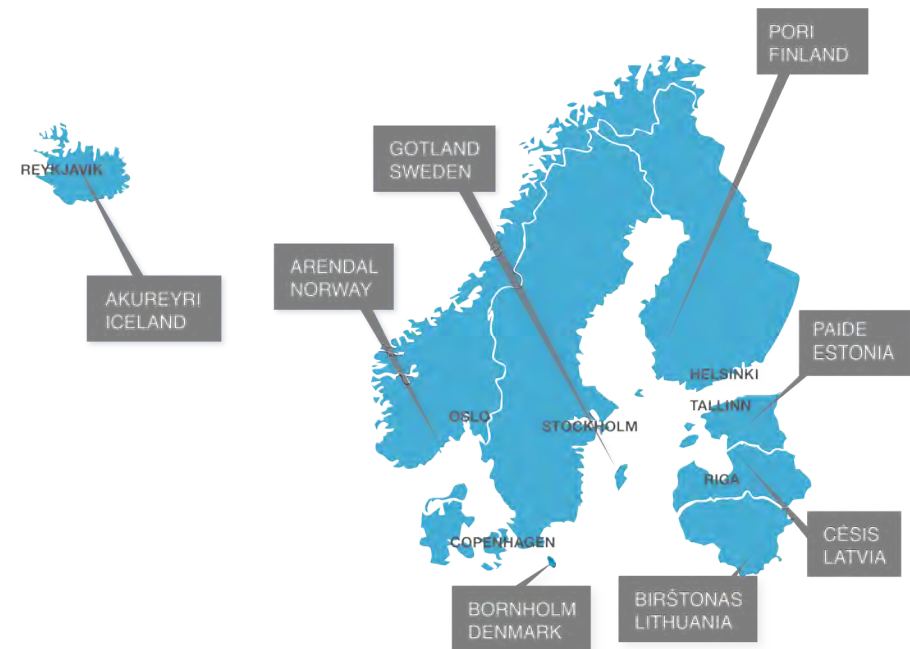 PORI
FINLAND
GOTLAND
SWEDEN
REYKJAVIK
ARENDAL
NORWAY
AKUREYRI
ICELAND
PAIDE
ESTONIA
HELSINKI
TALLINN
OSLO
STOCKHOLM
RIGA
CĒSIS
LATVIA
COPENHAGEN
BORNHOLM
DENMARK
BIRŠTONAS
LITHUANIA